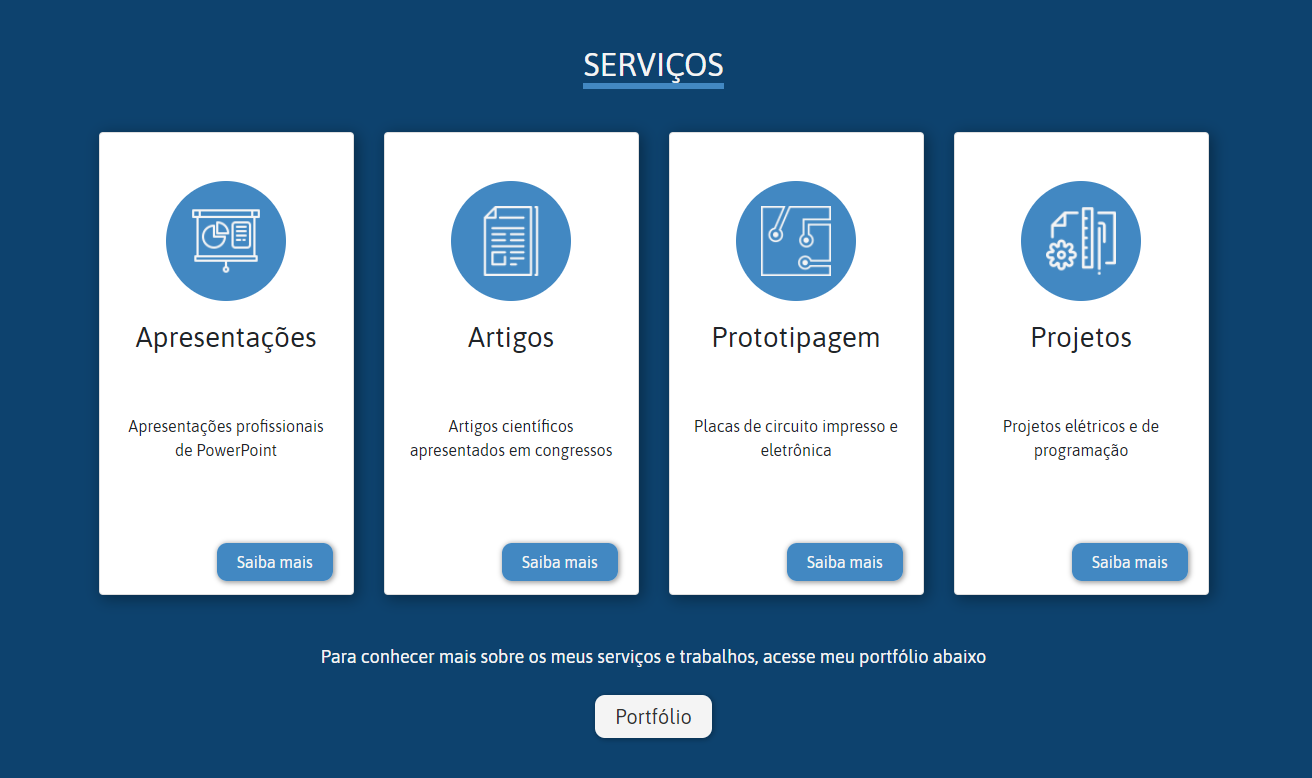 SERVIÇOS
Apresentações
Apresentações profissionais
de PowerPoint
Saiba mais
Artigos
Artigos científicos
apresentados em congressos
Saiba mais
Prototipagem
Placas de circuito impresso e
eletrônica
Saiba mais
Projetos
Projetos elétricos e de
programação
Saiba mais
Para conhecer mais sobre os meus serviços e trabalhos, acesse meu portfólio abaixo
Portfólio